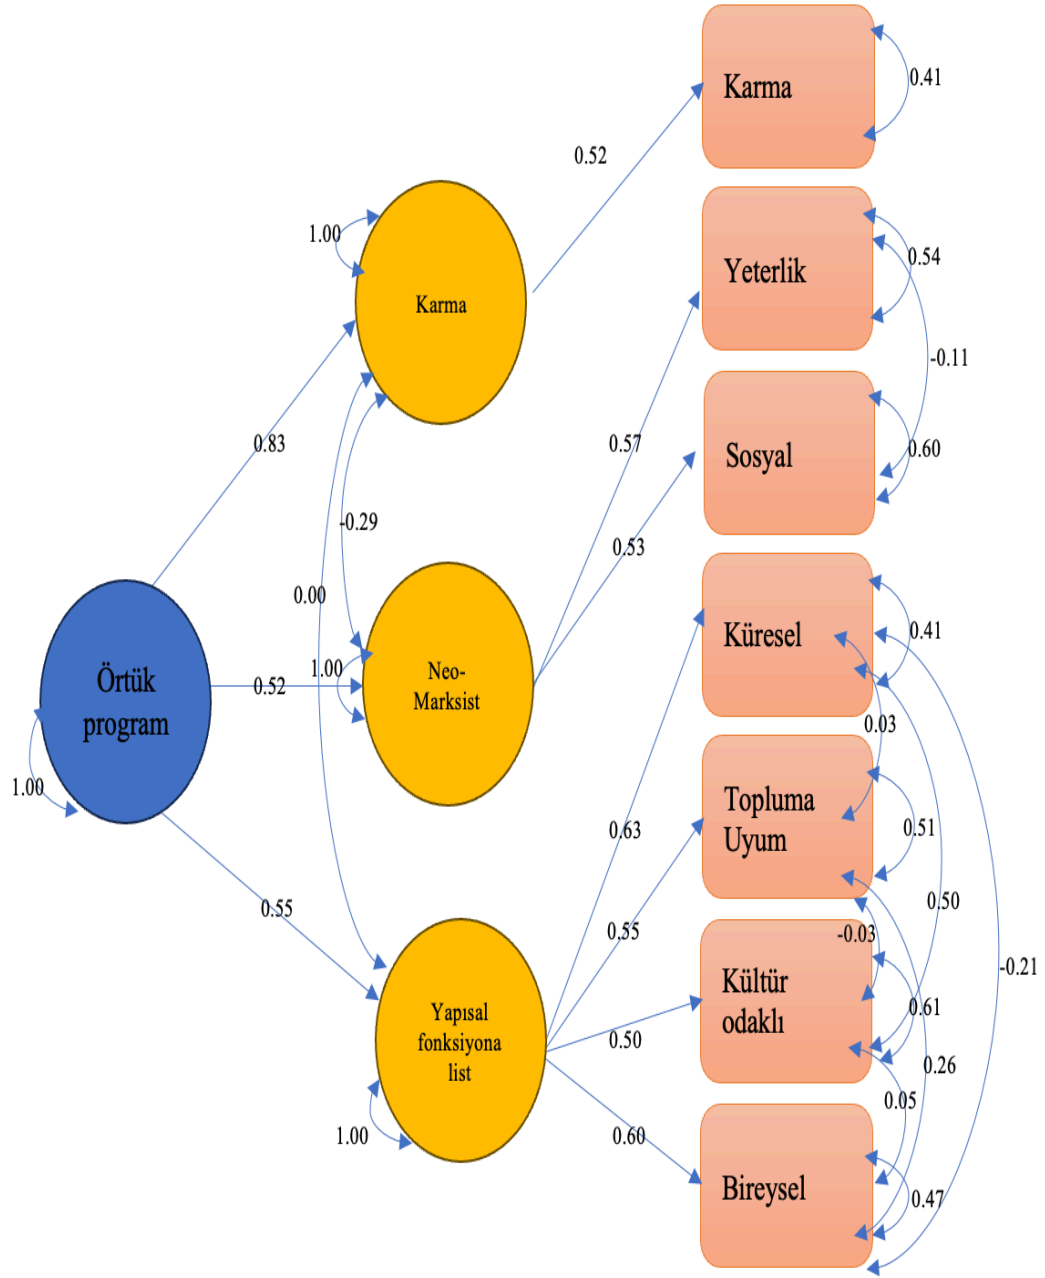 Karma
0.41
0.52
1.00
Karma
Yeterlik
0.54
-0.11
0.83
0.57
Sosyal
0.60
-0.29
0.53
0.00
Küresel
0.41
Örtük
program
0.52
1.00
Neo-
Marksist
0.03
1.00
0.63
Topluma
Uyum
0.51
0.55
0.55
0.50
-0.03
-0.21
Kültür
odaklı
0.61
Yapısal
fonksiyona
list
0.50
0.26
0.05
1.00
0.60
Bireysel
0.47